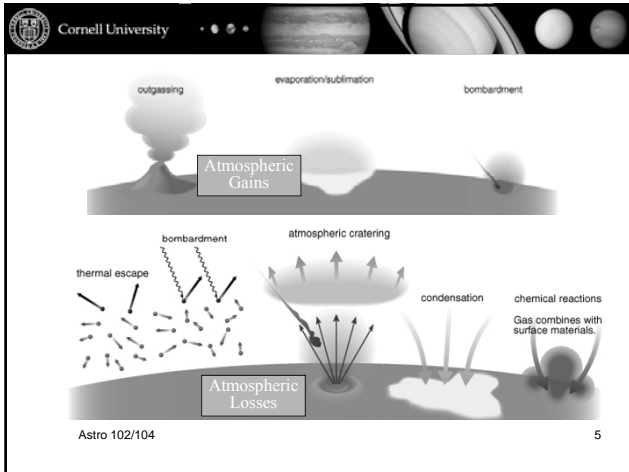 Cornell University
outgassing
evaporation/sublimation
bombardment
Atmospheric
Gains
thermal escape
bombardment
atmospheric cratering
condensation
chemical reactions
Gas combines with
surface materials.
Atmospheric
Losses
Astro 102/104
5